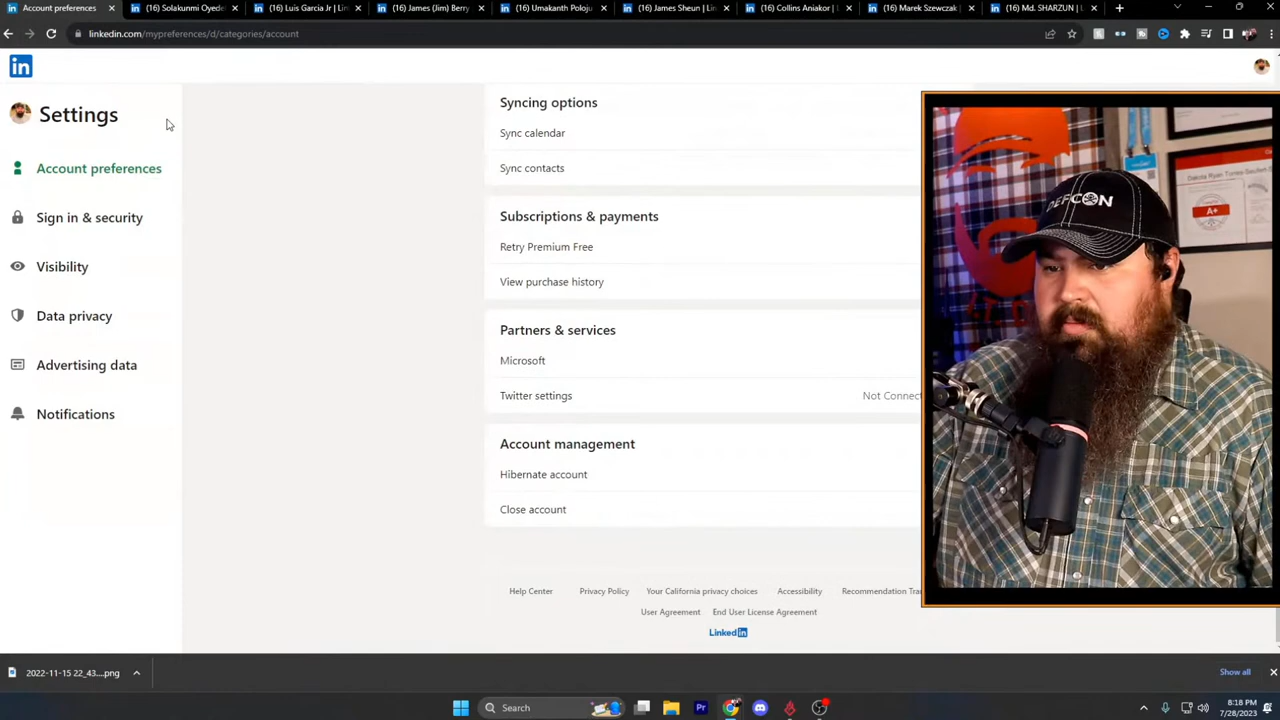 Account preferences
(16) Solakunmi Oyede
(16) Luis Garcia Jr | Lin
(16) James (Jim) Berry
(16) Umakanth Poloju
(16) James Sheun | Link
(16) Collins Aniakor | L
(16) Marek Szewczak |
(16) Md. SHARZUN | L
linkedin.com/mypreferences/d/categories/account
in
Settings
Account preferences
Sign in & security
Visibility
Data privacy
Advertising data
Notifications
Syncing options
Sync calendar
Sync contacts
Subscriptions & payments
Retry Premium Free
View purchase history
Partners & services
Microsoft
Twitter settings
Not Connect
Account management
Hibernate account
Close account
Help Center
Privacy Policy
Your California privacy choices
Accessibility
Recommendation Tra
User Agreement
End User License Agreement
Linkedin
DEFCON
A+
2022-11-15 22_43....png
Show all
Search
Pr
8:18 PM
7/28/2023